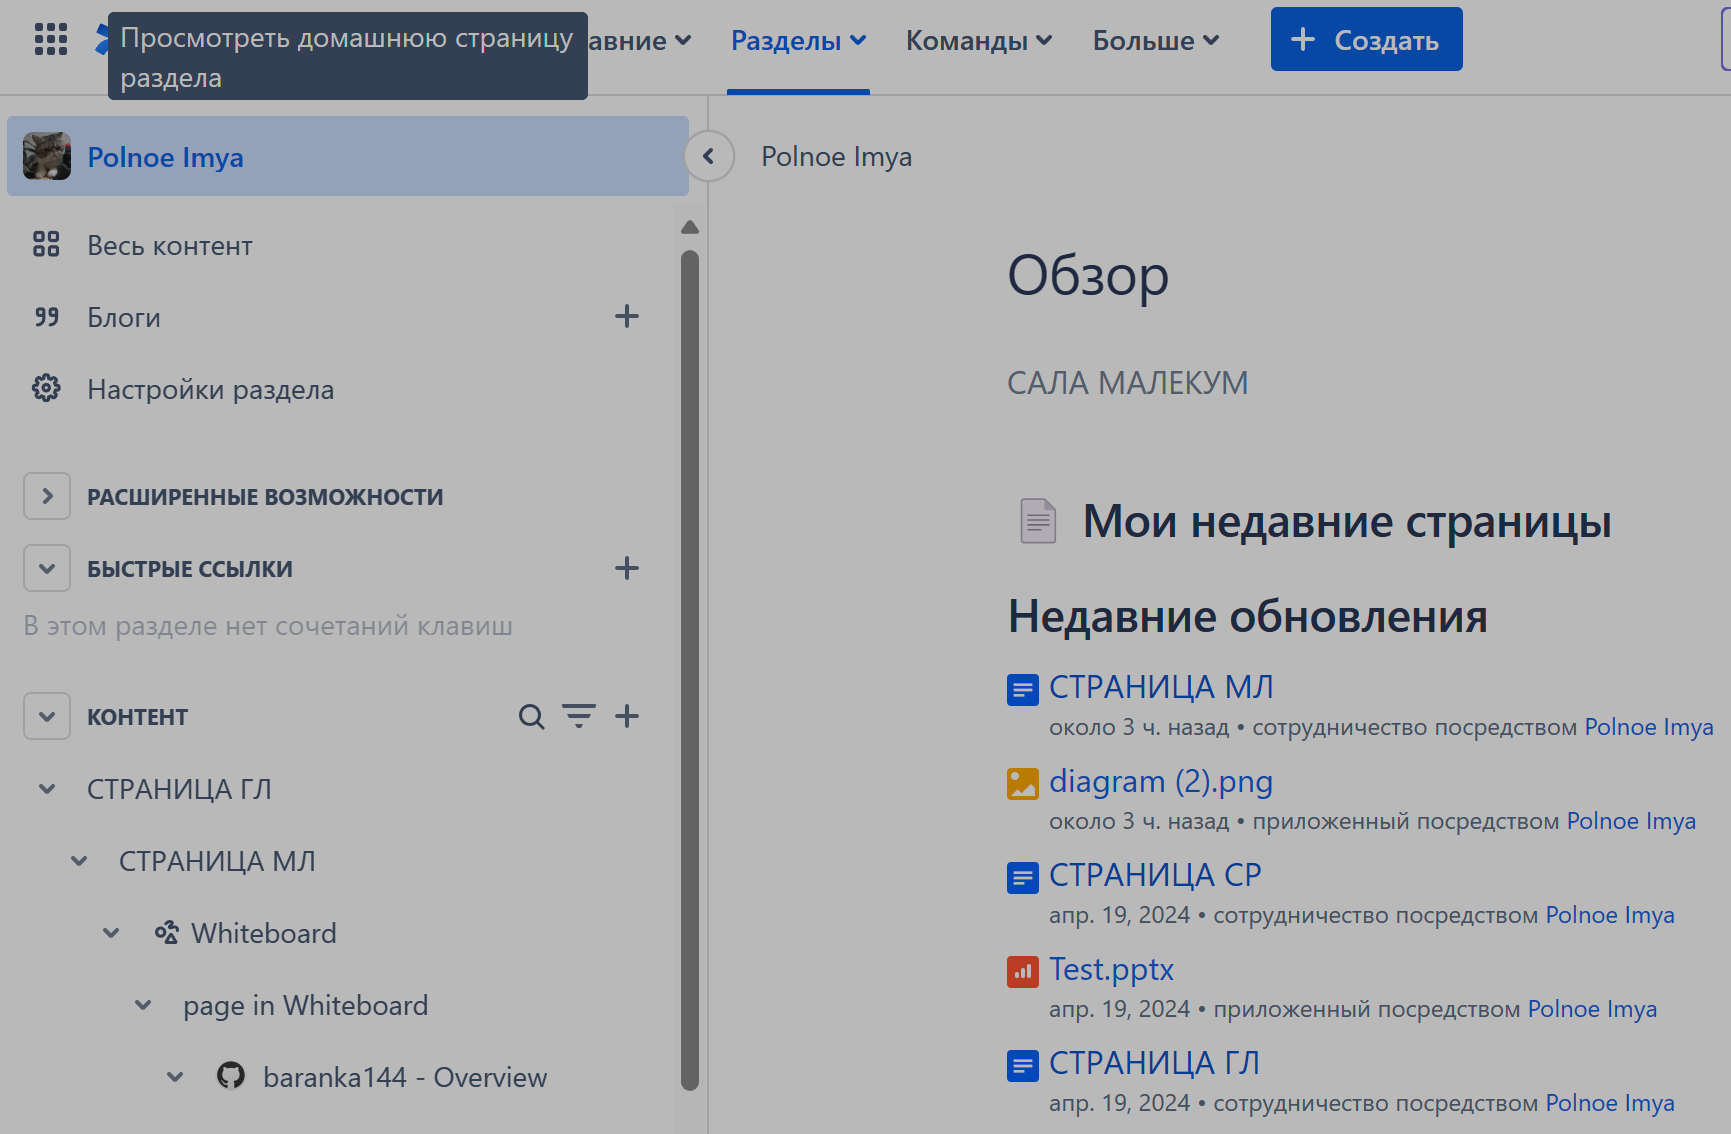 Просмотреть домашнюю страницу
раздела
авние
Разделы
Команды
Больше
Создать
Polnoe Imya
Весь контент
Блоги
Настройки раздела
РАСШИРЕННЫЕ ВОЗМОЖНОСТИ
БЫСТРЫЕ ССЫЛКИ
В этом разделе нет сочетаний клавиш
КОНТЕНТ
СТРАНИЦА ГЛ
СТРАНИЦА МЛ
Whiteboard
page in Whiteboard
baranka144 - Overview
Polnoe Imya
Обзор
САЛА МАЛЕКУМ
Мои недавние страницы
Недавние обновления
СТРАНИЦА МЛ
около 3 ч. назад • сотрудничество посредством Polnoe Imya
diagram (2).png
около 3 ч. назад • приложенный посредством Polnoe Imya
СТРАНИЦА СР
апр. 19, 2024 • сотрудничество посредством Polnoe Imya
Test.pptx
апр. 19, 2024 • приложенный посредством Polnoe Imya
СТРАНИЦА ГЛ
апр. 19, 2024 • сотрудничество посредством Polnoe Imya